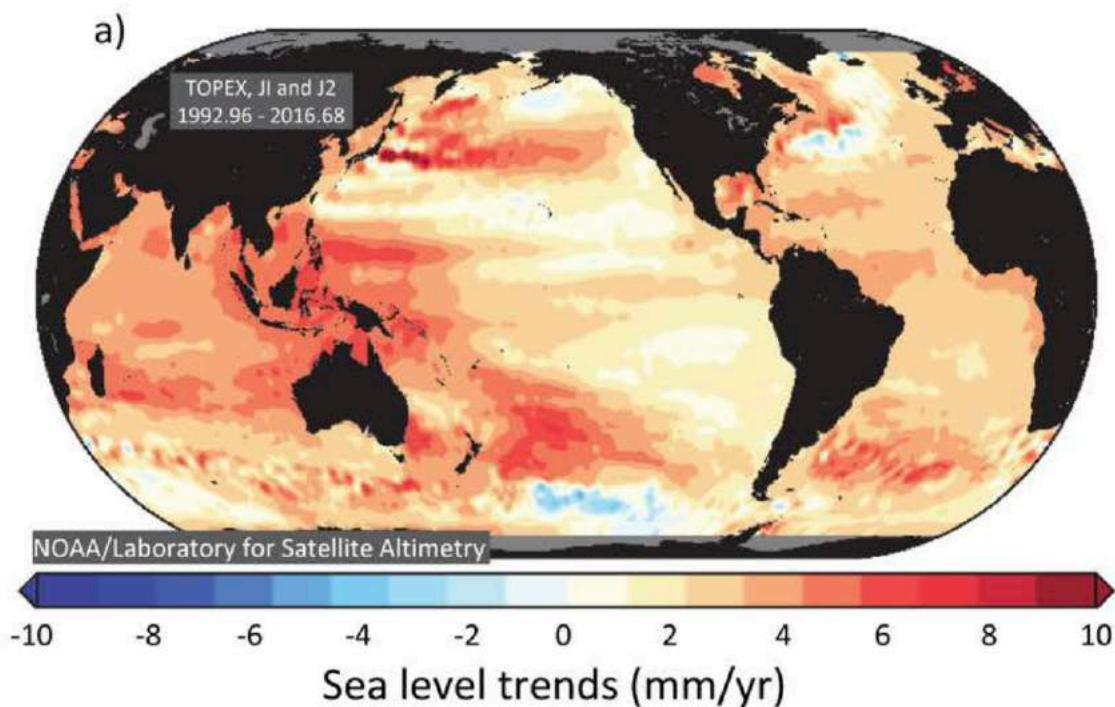 a)
TOPEX, JI and J2
1992.96 - 2016.68
NOAA/Laboratory for Satellite Altimetry
-10 -8 -6 -4 -2 0 2 4 6 8 10
Sea level trends (mm/yr)